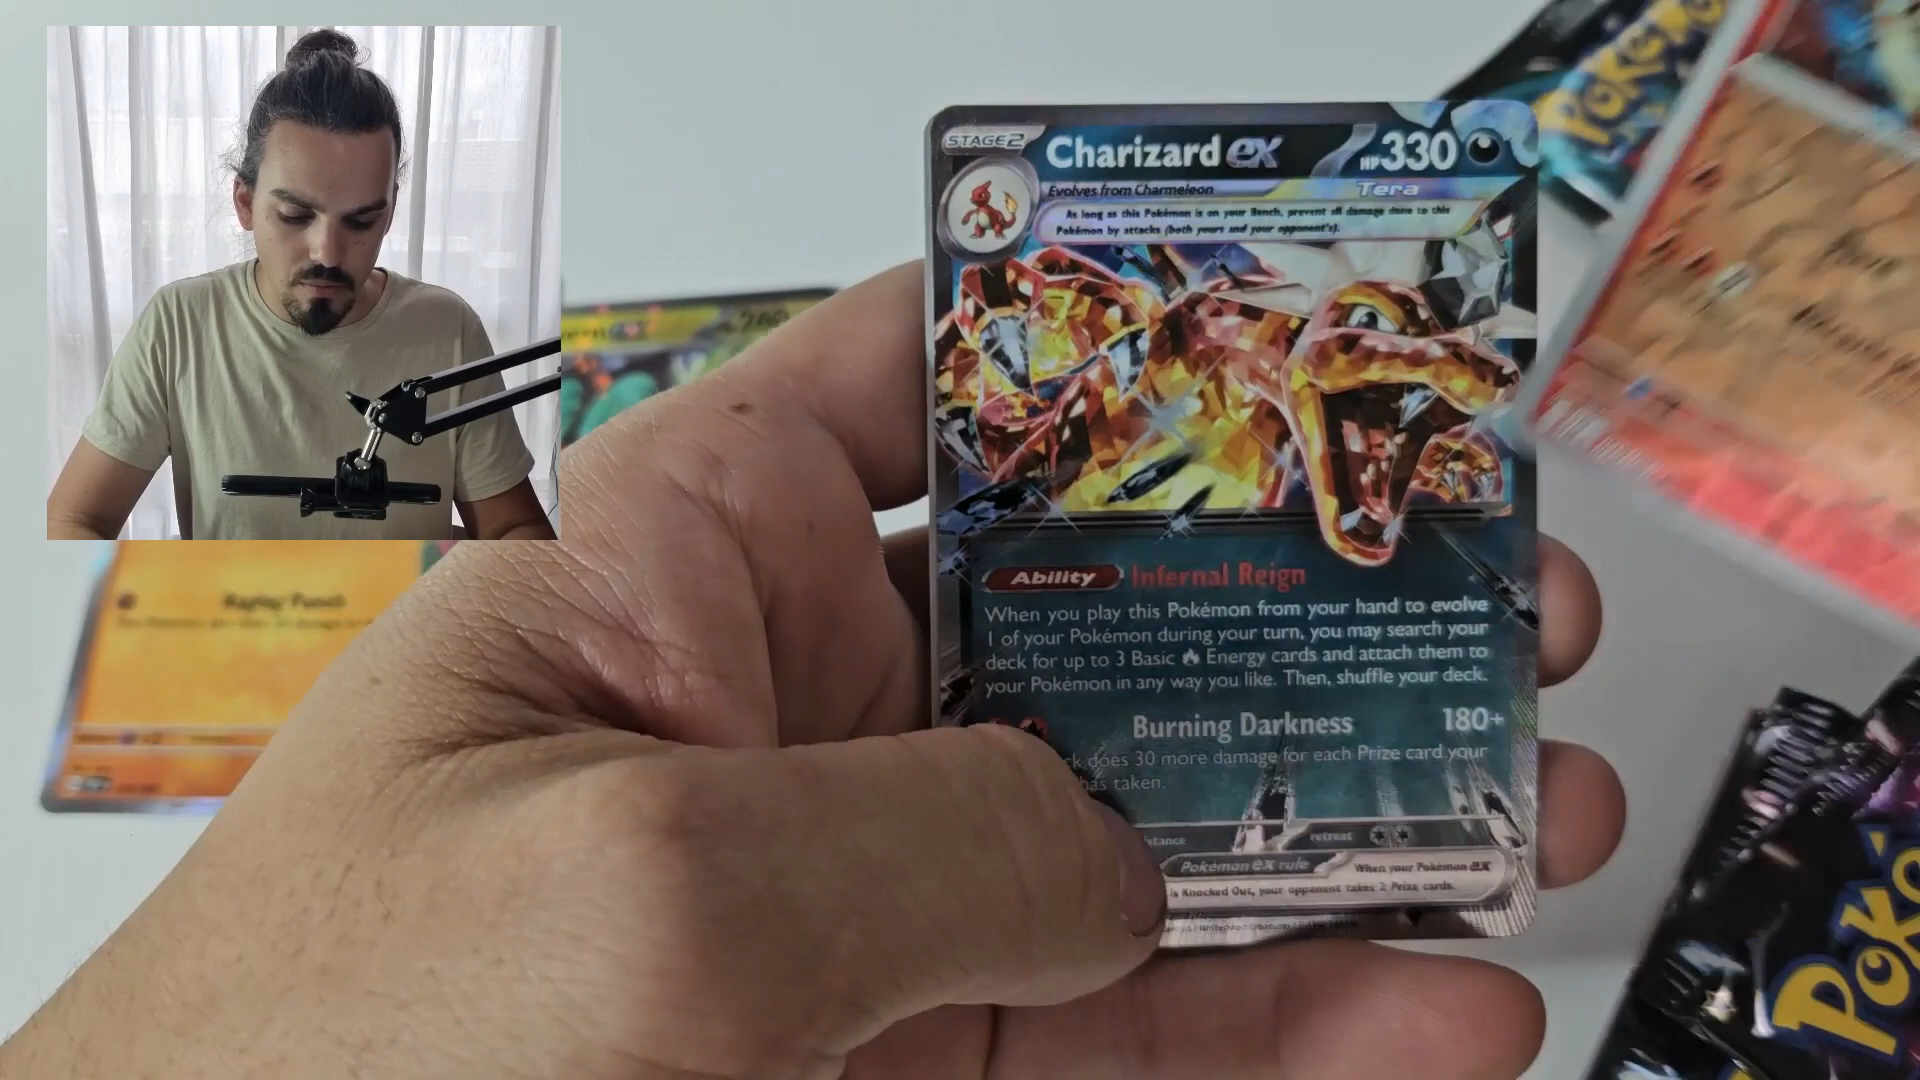 STAGE2 Charizard ex HP330
Evolves from Charmeleon Tera
As long as this Pokémon is on your Bench, prevent all damage done to this
Pokémon by attacks (both yours and your opponent's).
Ability Infernal Reign
When you play this Pokémon from your hand to evolve
1 of your Pokémon during your turn, you may search your
deck for up to 3 Basic Energy cards and attach them to
your Pokémon in any way you like. Then, shuffle your deck.
Burning Darkness 180+
does 30 more damage for each Prize card your
has taken.
retreat
Pokémon ex rule When your Pokémon ex
is Knocked Out, your opponent takes 2 Prize cards.
Raging Punch
Pokémon
Poké